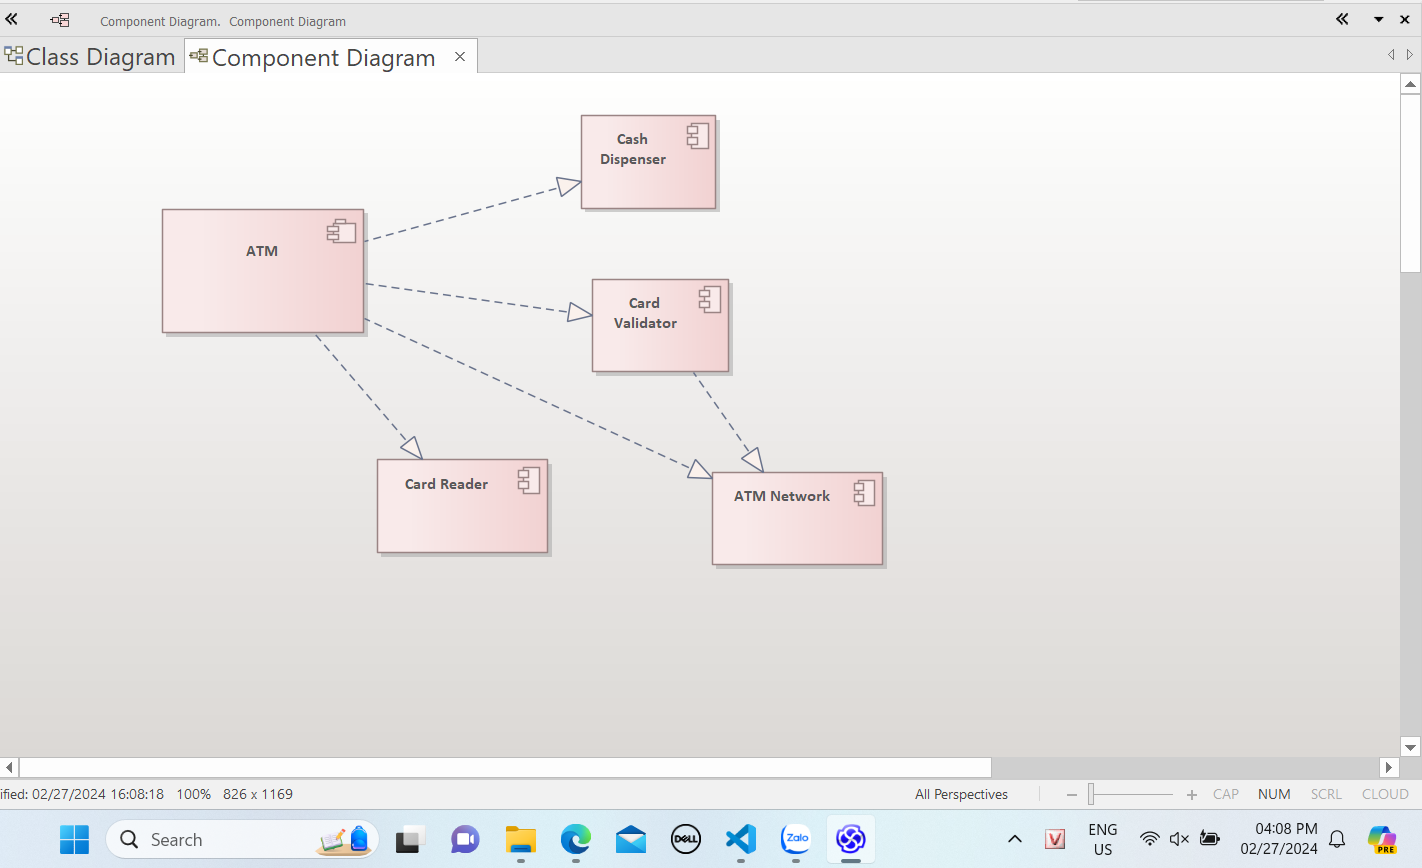 Component Diagram. Component Diagram
Class Diagram
Component Diagram
Cash
Dispenser
ATM
Card
Validator
Card Reader
ATM Network
ified: 02/27/2024 16:08:18 100% 826 x 1169
All Perspectives
CAP NUM SCRL CLOUD
Search
DELL
Zalo
V
ENG
US
04:08 PM
02/27/2024
PRE